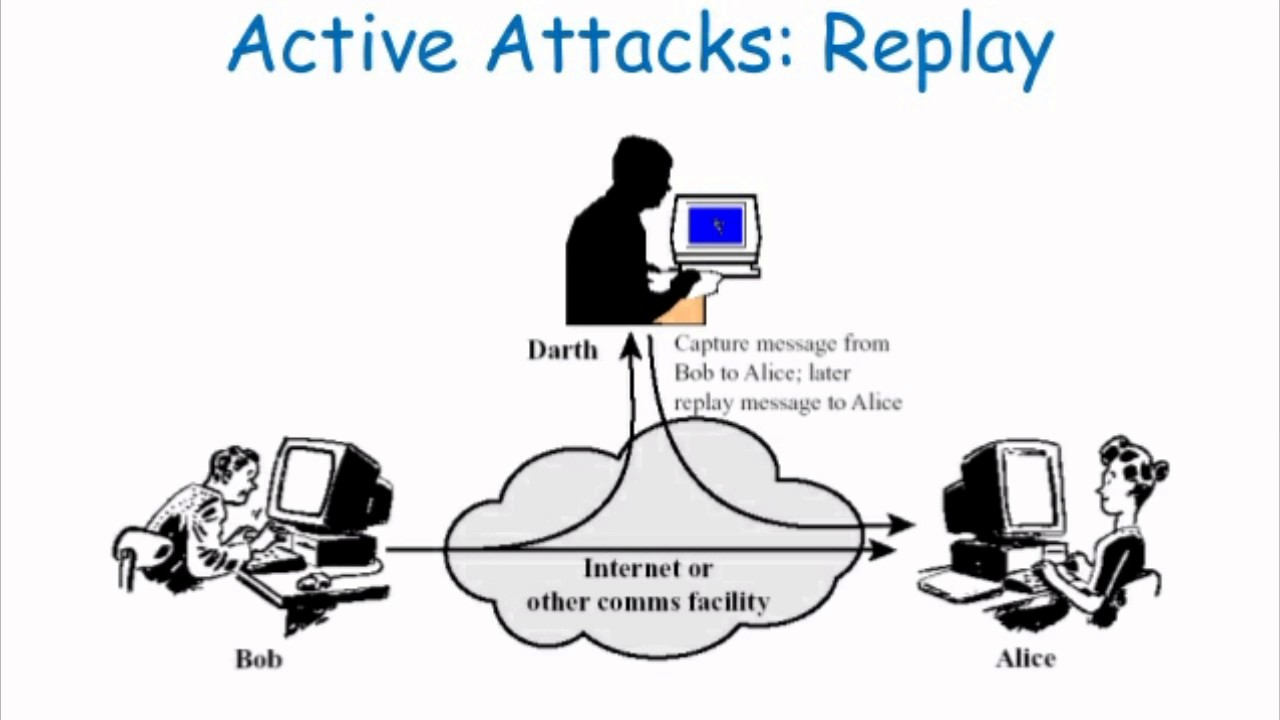 Active Attacks: Replay
Darth
Capture message from
Bob to Alice; later
replay message to Alice
Internet or
other comms facility
Bob
Alice